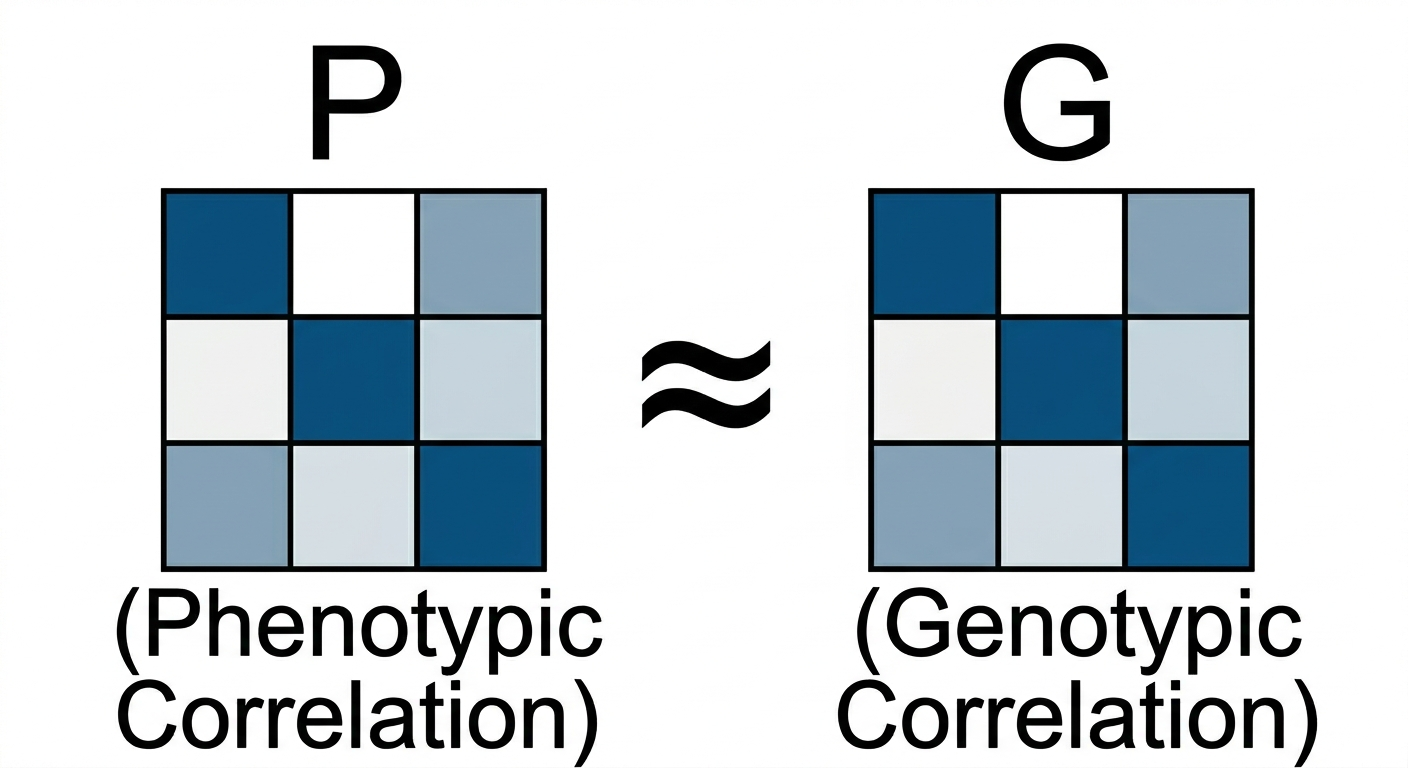 P
G
≈
(Phenotypic
Correlation)
(Genotypic
Correlation)